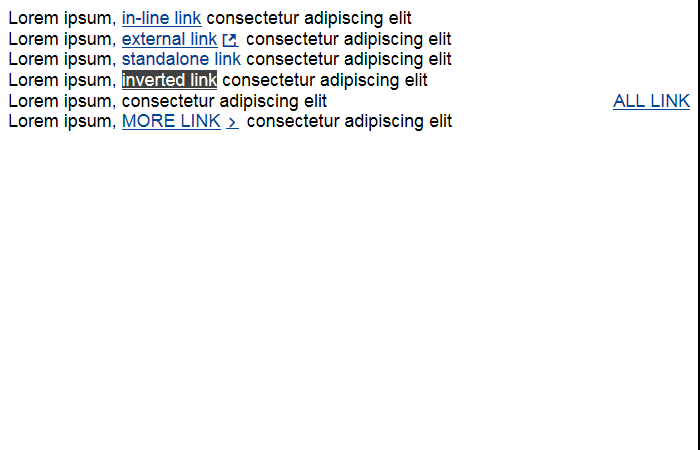 Lorem ipsum, in-line link consectetur adipiscing elit
Lorem ipsum, external link consectetur adipiscing elit
Lorem ipsum, standalone link consectetur adipiscing elit
Lorem ipsum, inverted link consectetur adipiscing elit
Lorem ipsum, consectetur adipiscing elit ALL LINK
Lorem ipsum, MORE LINK > consectetur adipiscing elit